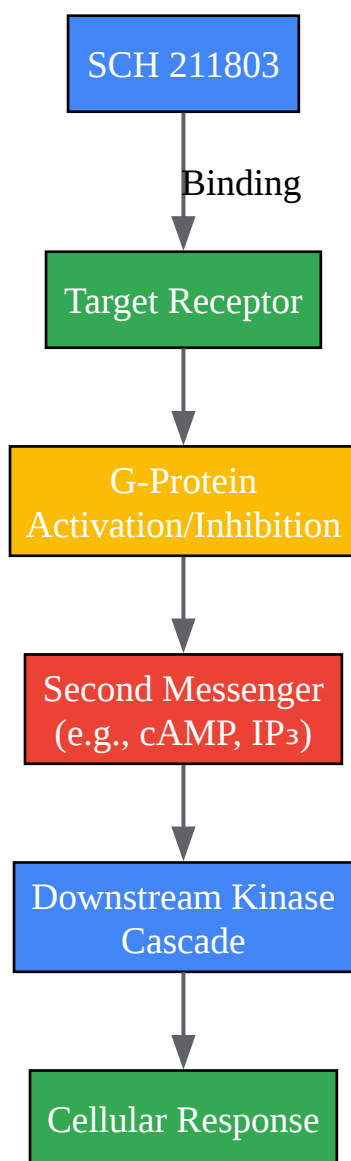 SCH 211803
Binding
Target Receptor
G-Protein
Activation/Inhibition
Second Messenger
(e.g., cAMP, IP₃)
Downstream Kinase
Cascade
Cellular Response